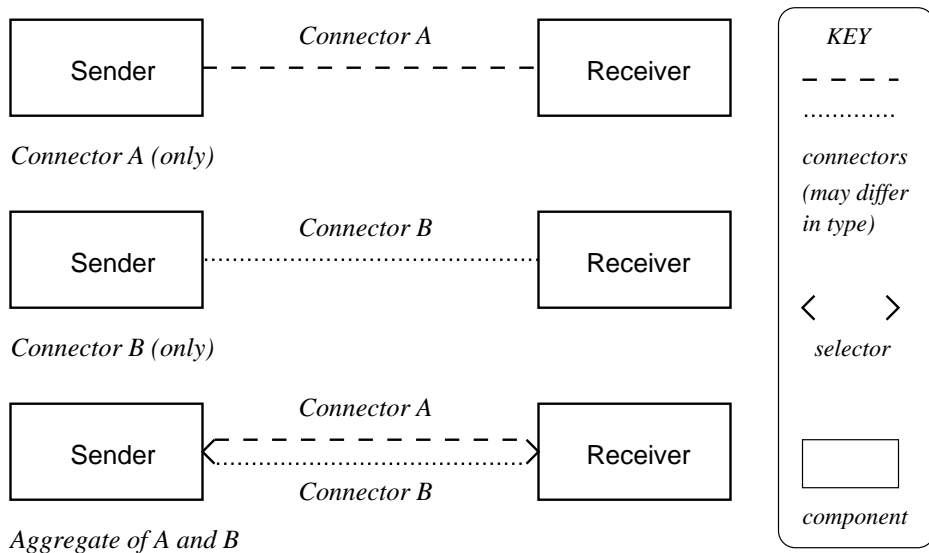 Connector A
Sender
Receiver
Connector A (only)
Connector B
Sender
Receiver
Connector B (only)
Connector A
Sender
Receiver
Connector B
Aggregate of A and B
KEY
connectors
(may differ
in type)
selector
component